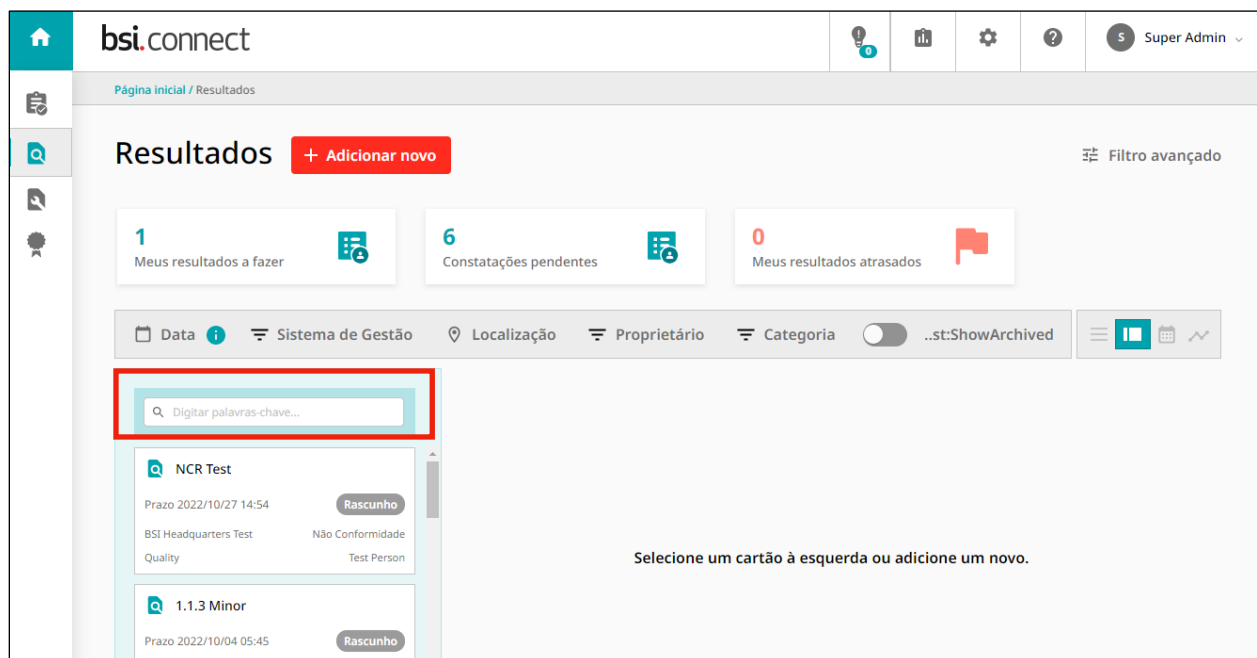 bsi.connect
0
S Super Admin
Página inicial / Resultados
Resultados
+ Adicionar novo
Filtro avançado
1
Meus resultados a fazer
6
Constatações pendentes
0
Meus resultados atrasados
Data i Sistema de Gestão Localização Proprietário Categoria ..st:ShowArchived
Digitar palavras-chave...
NCR Test
Prazo 2022/10/27 14:54 Rascunho
BSI Headquarters Test Não Conformidade
Quality Test Person
Selecione um cartão à esquerda ou adicione um novo.
1.1.3 Minor
Prazo 2022/10/04 05:45 Rascunho